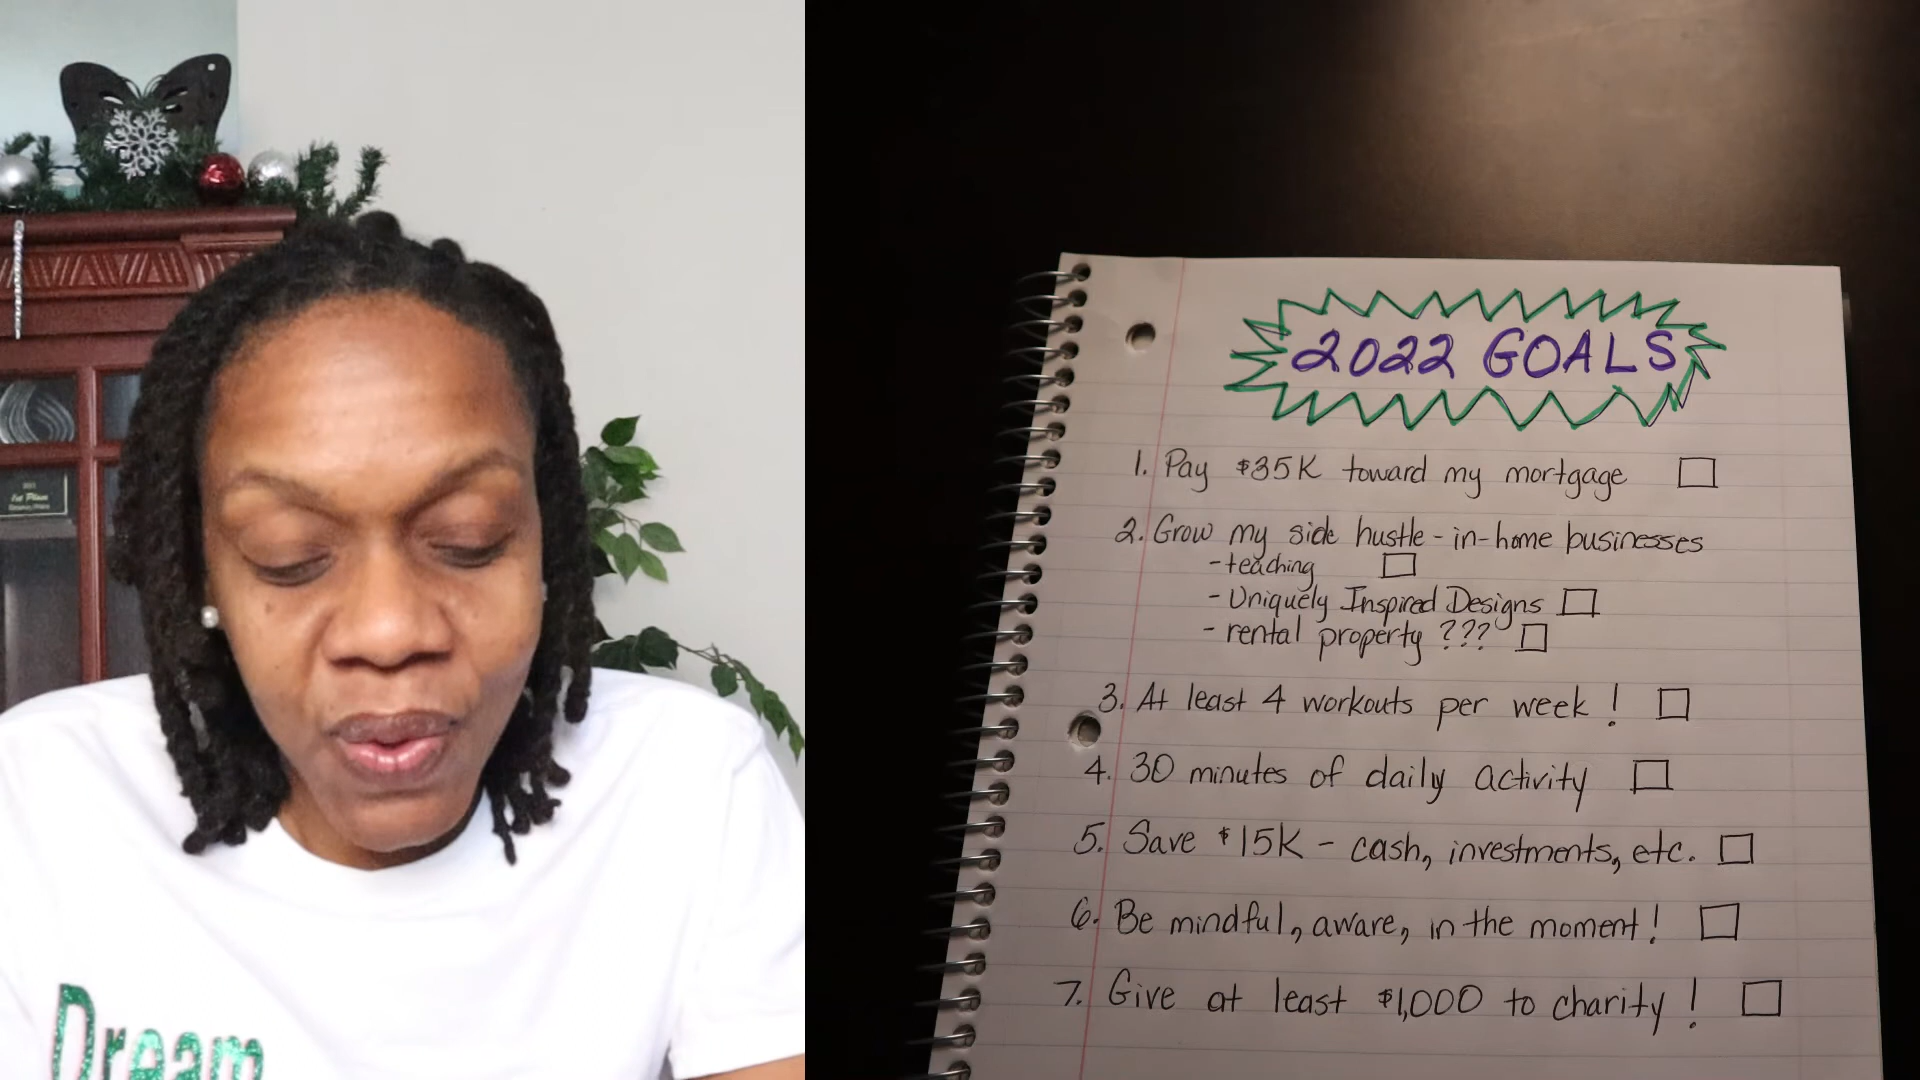 1st Place
Dream
2022 GOALS
1. Pay $35K toward my mortgage
2. Grow my side hustle - in-home businesses
- teaching
- Uniquely Inspired Designs
- rental property ???
3. At least 4 workouts per week!
4. 30 minutes of daily activity
5. Save $15K - cash, investments, etc.
6. Be mindful, aware, in the moment!
7. Give at least $1,000 to charity!